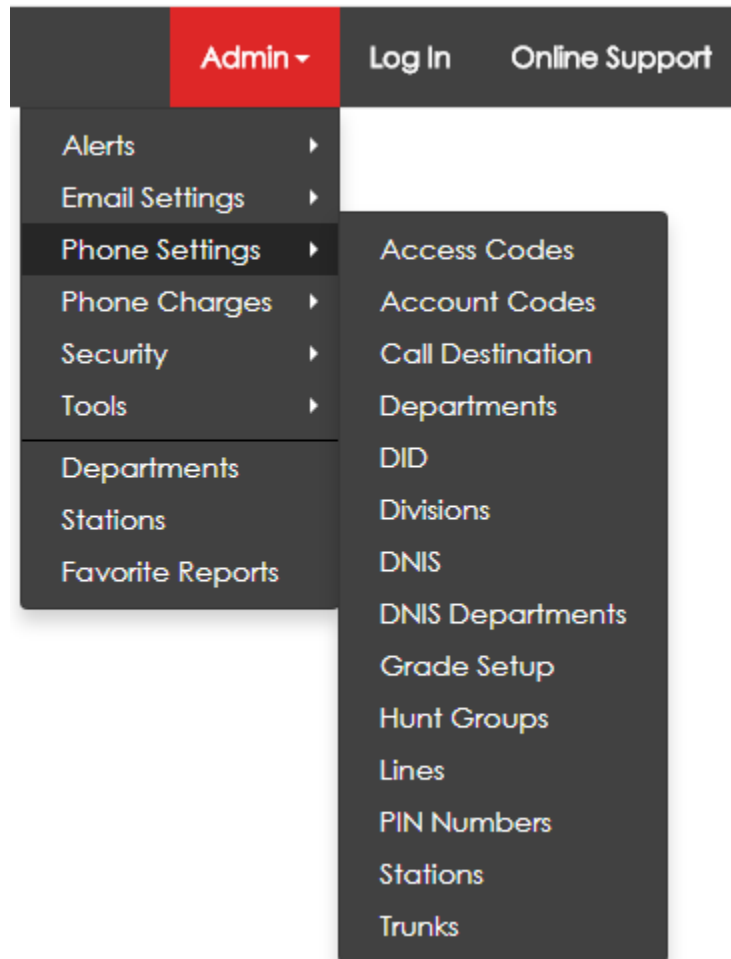 Admin Log In Online Support
Alerts
Email Settings
Phone Settings
Phone Charges
Security
Tools
Departments
Stations
Favorite Reports
Access Codes
Account Codes
Call Destination
Departments
DID
Divisions
DNIS
DNIS Departments
Grade Setup
Hunt Groups
Lines
PIN Numbers
Stations
Trunks